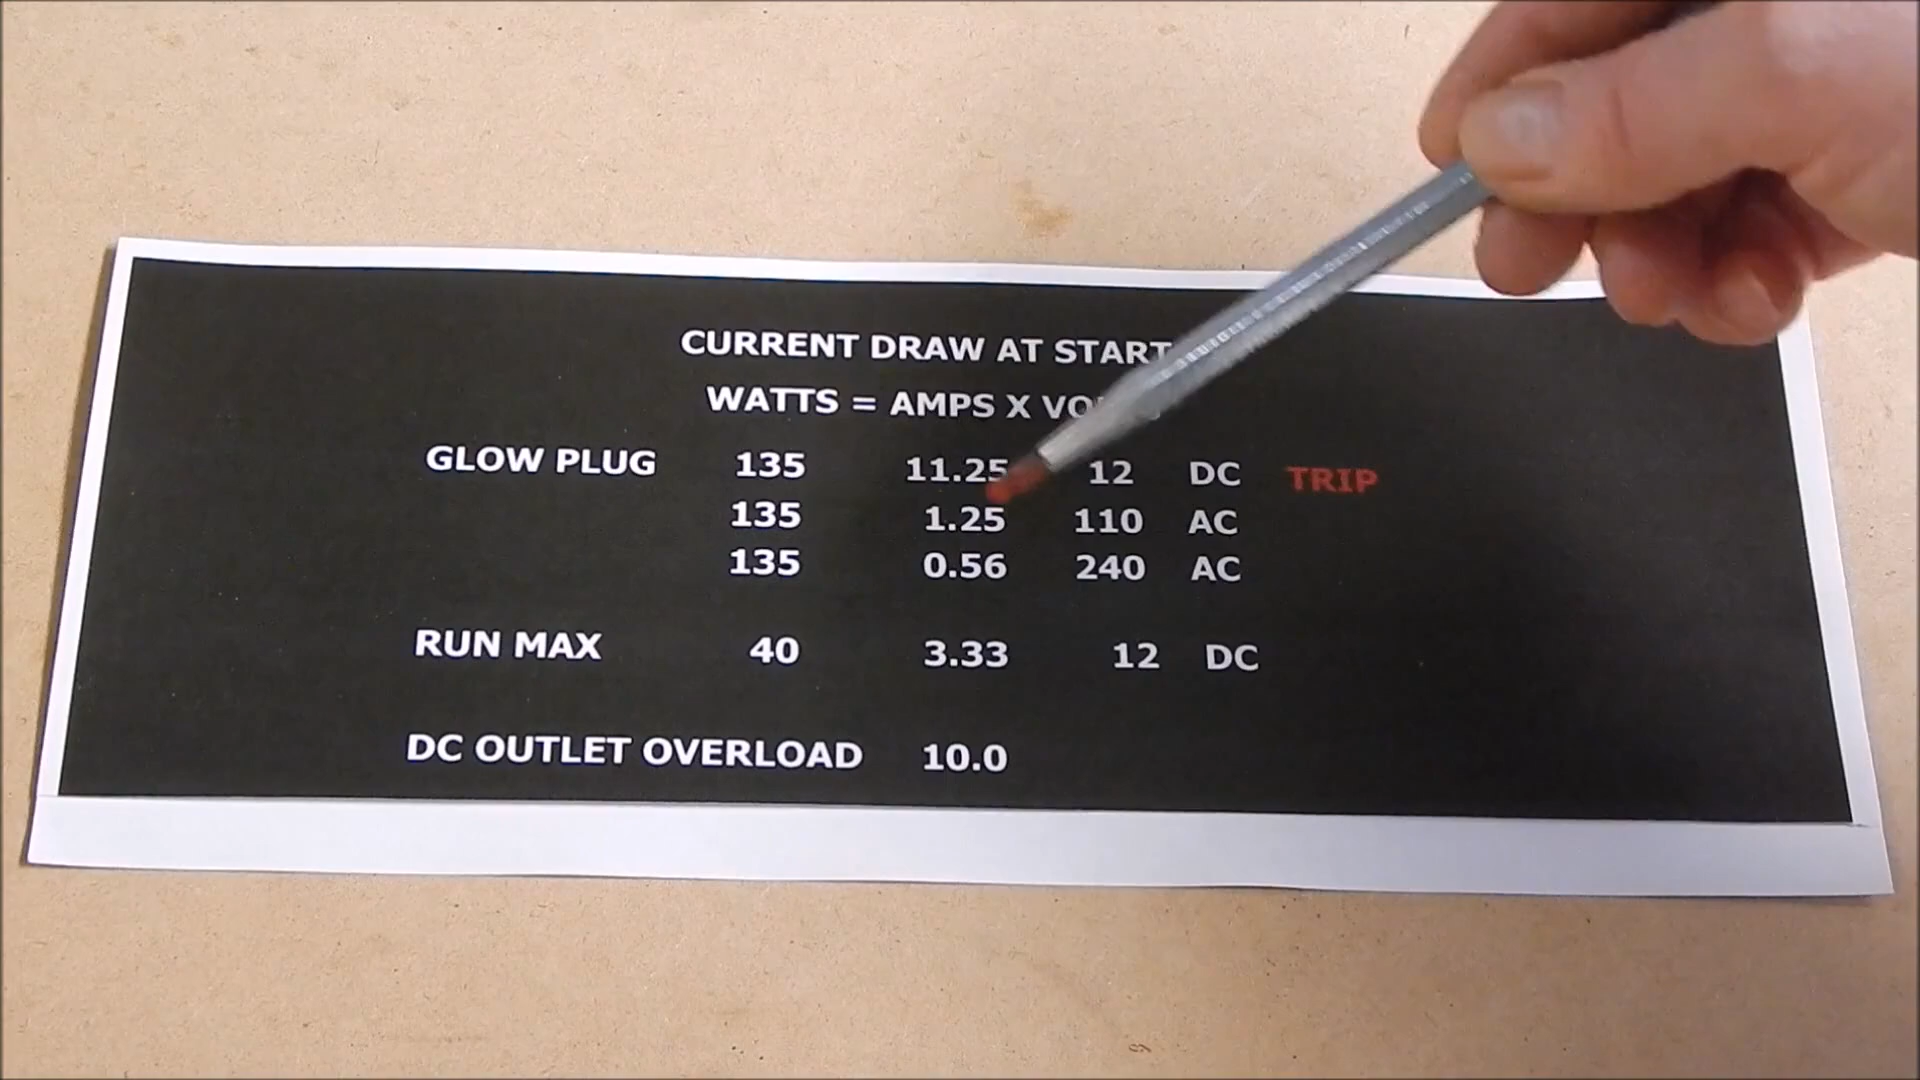 CURRENT DRAW AT START
WATTS = AMPS X
GLOW PLUG 135 11.25 12 DC TRIP
135 1.25 110 AC
135 0.56 240 AC
RUN MAX 40 3.33 12 DC
DC OUTLET OVERLOAD 10.0